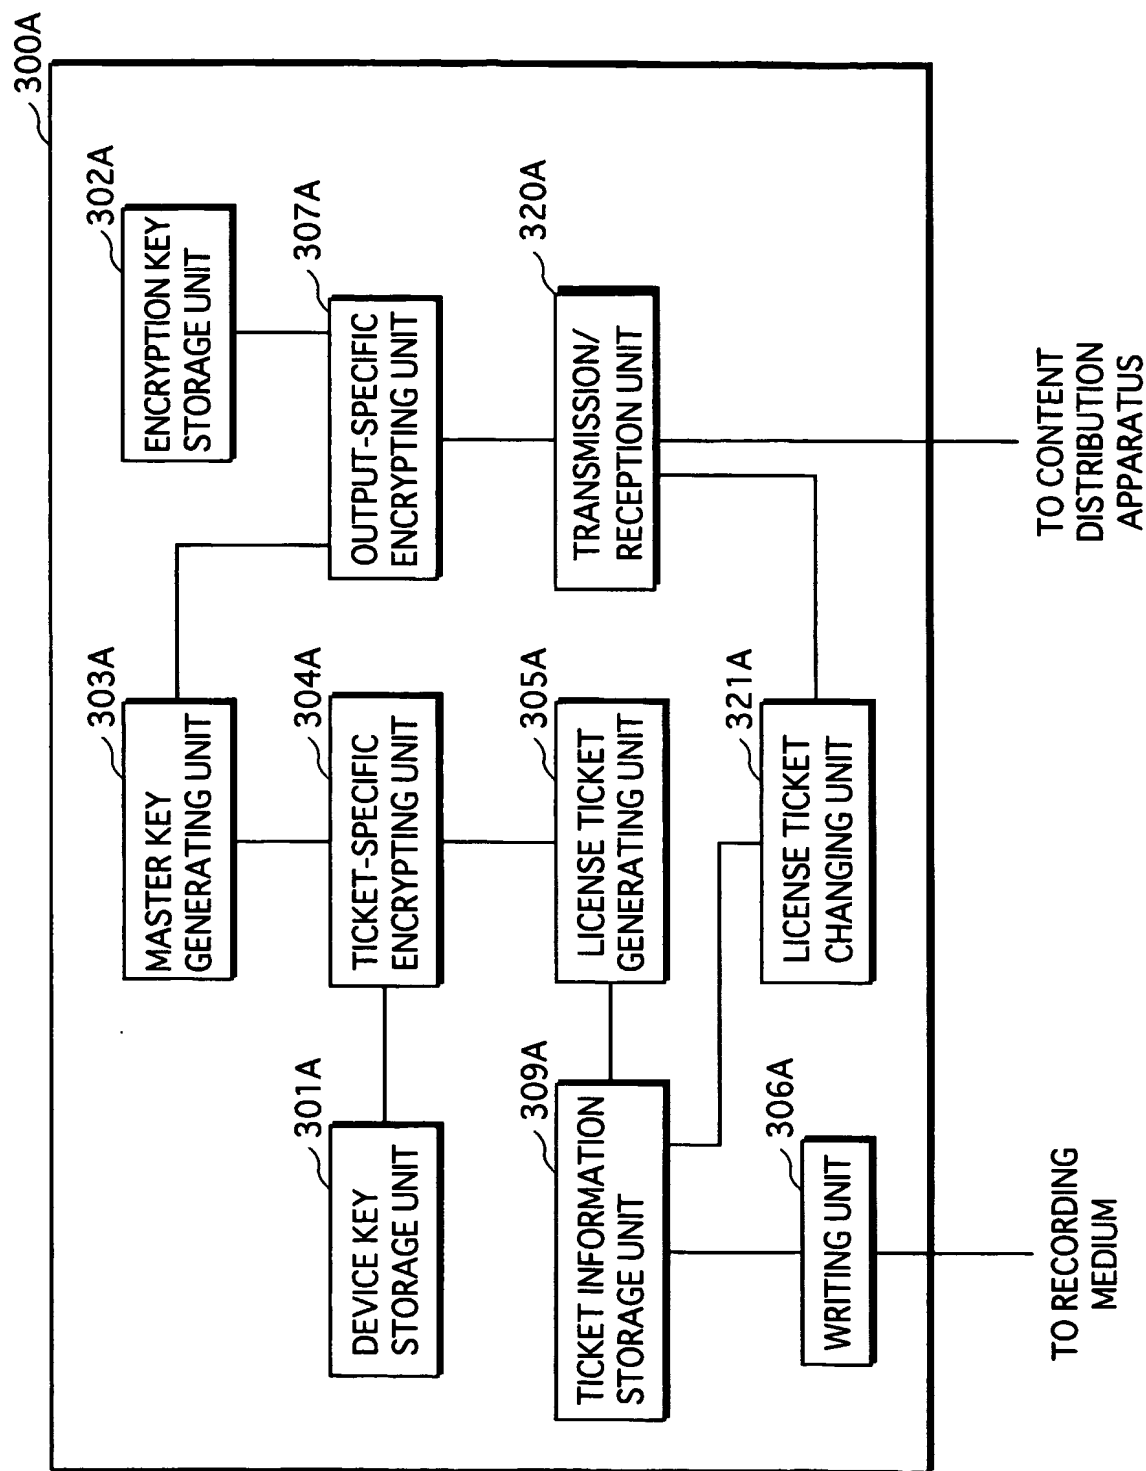 300A
301A
DEVICE KEY
STORAGE UNIT
303A
MASTER KEY
GENERATING UNIT
302A
ENCRYPTION KEY
STORAGE UNIT
304A
TICKET-SPECIFIC
ENCRYPTING UNIT
307A
OUTPUT-SPECIFIC
ENCRYPTING UNIT
309A
TICKET INFORMATION
STORAGE UNIT
305A
LICENSE TICKET
GENERATING UNIT
320A
TRANSMISSION/
RECEPTION UNIT
306A
WRITING UNIT
321A
LICENSE TICKET
CHANGING UNIT
TO RECORDING
MEDIUM
TO CONTENT
DISTRIBUTION
APPARATUS